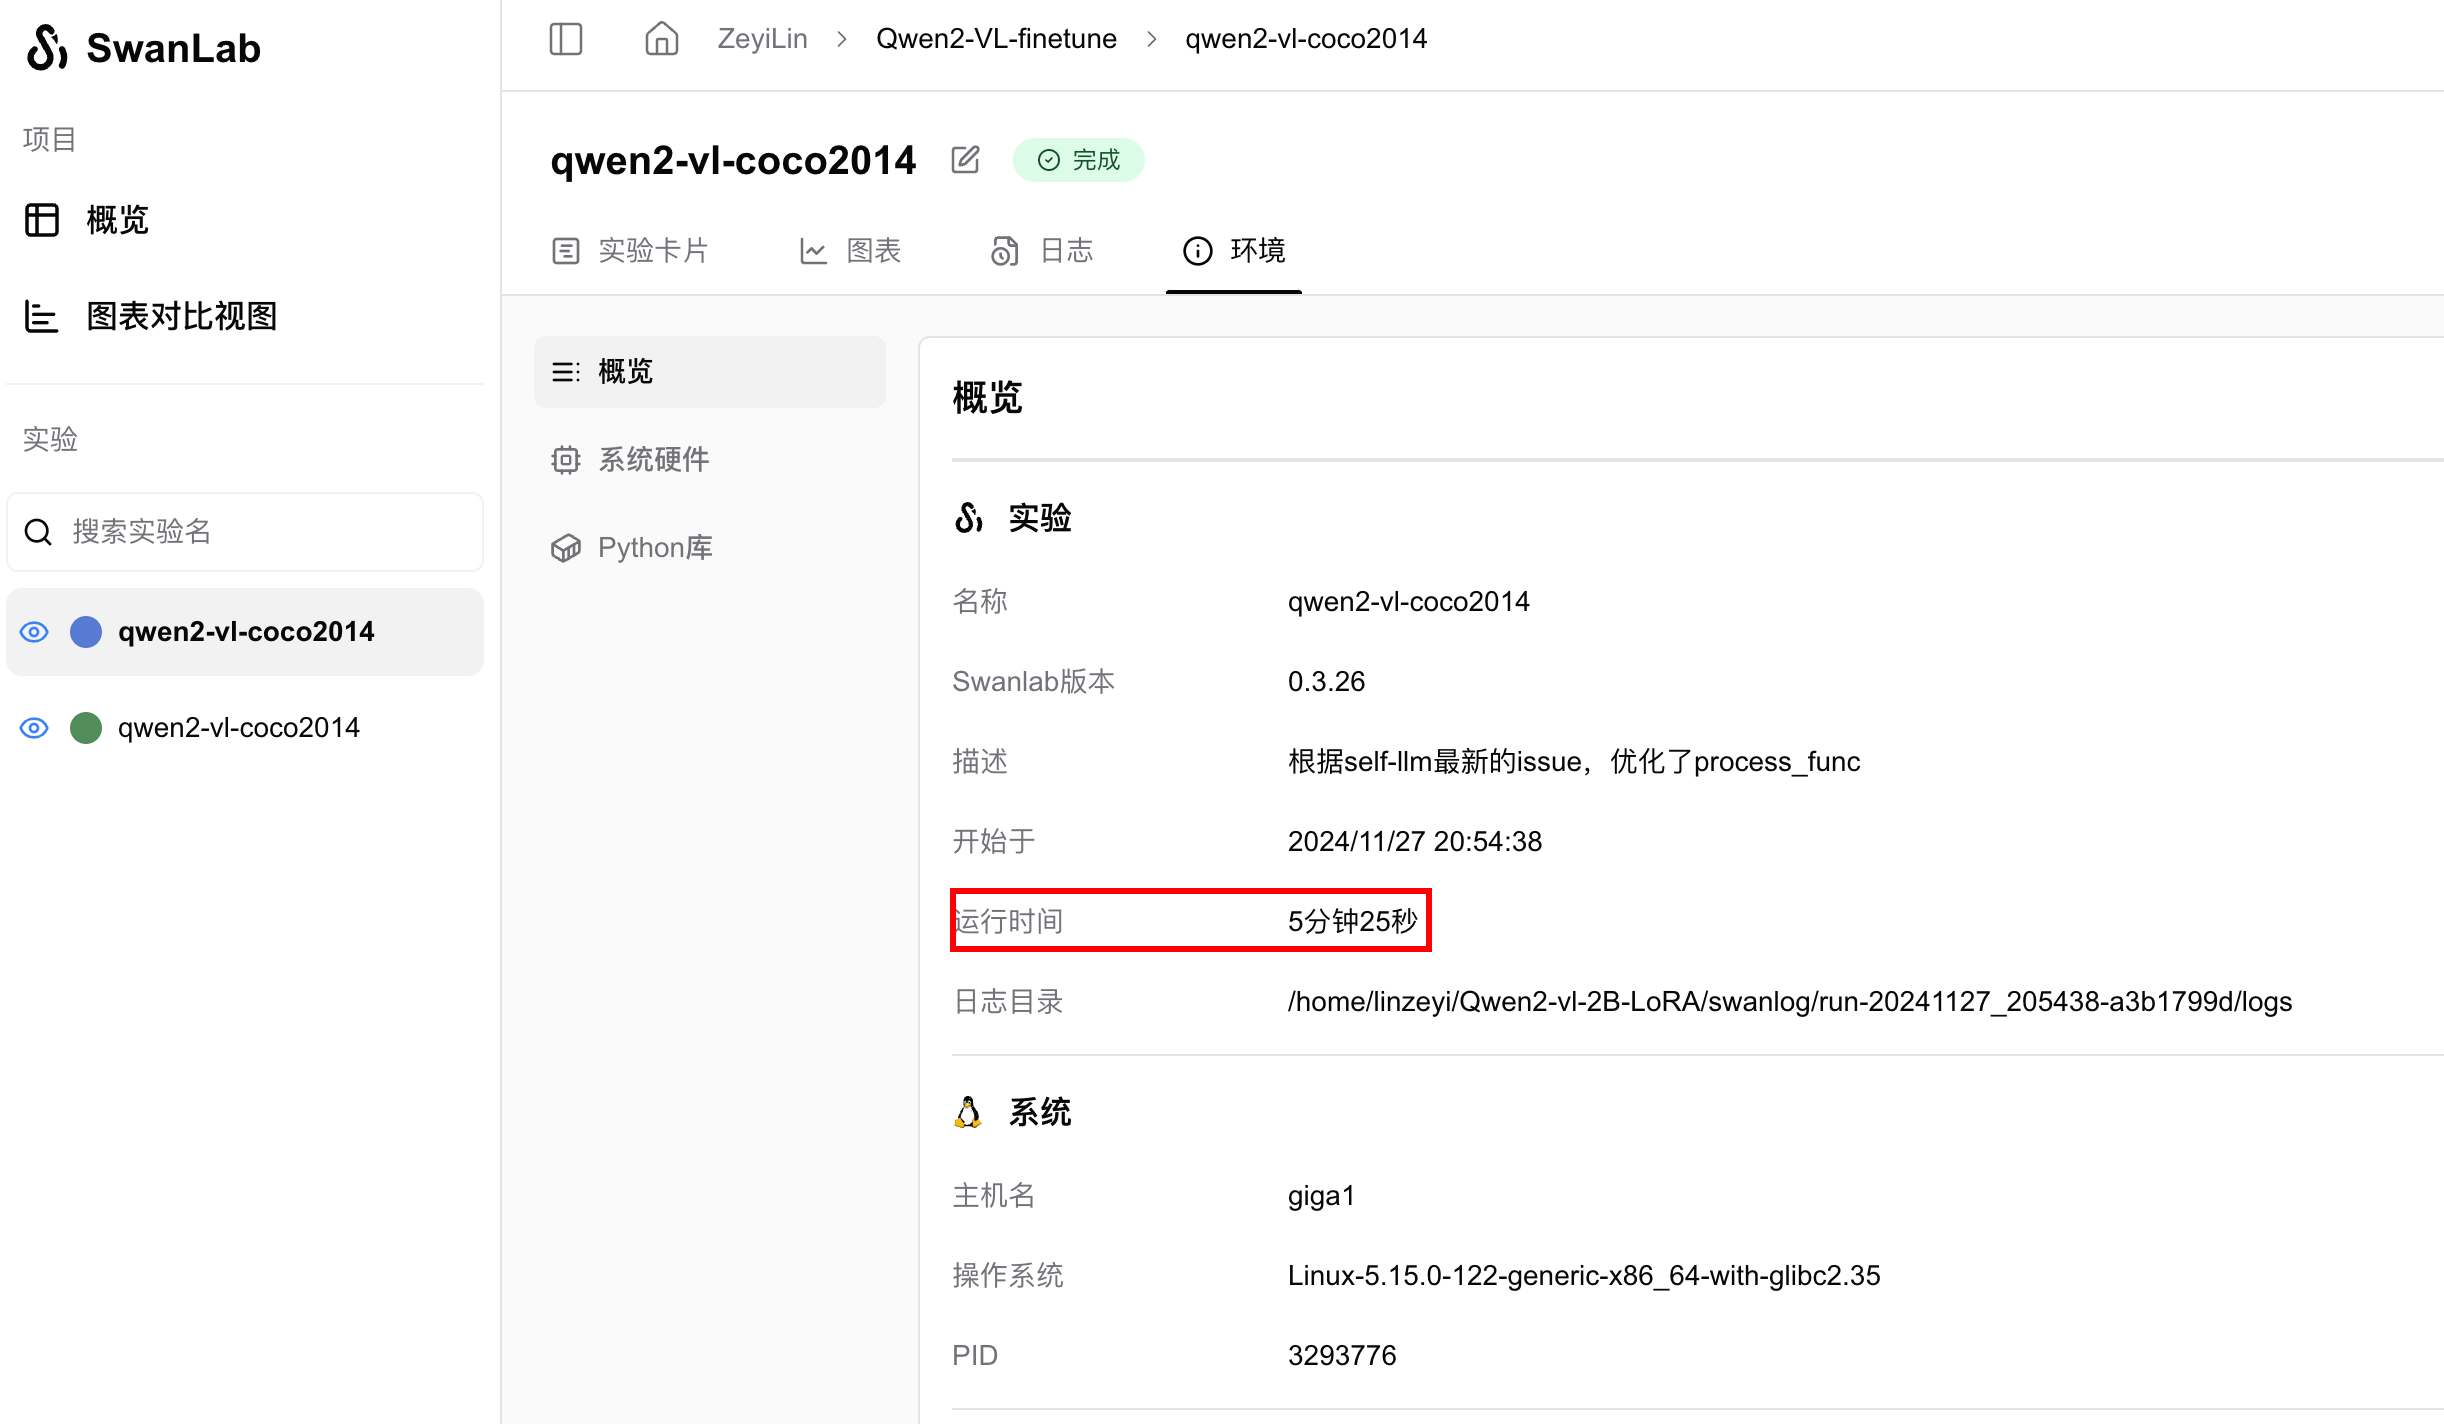 SwanLab
项目
概览
图表对比视图
实验
搜索实验名
qwen2-vl-coco2014
qwen2-vl-coco2014
ZeyiLin > Qwen2-VL-finetune > qwen2-vl-coco2014
qwen2-vl-coco2014 完成
实验卡片 图表 日志 环境
概览
系统硬件
Python库
概览
实验
名称 qwen2-vl-coco2014
Swanlab版本 0.3.26
描述 根据self-llm最新的issue，优化了process_func
开始于 2024/11/27 20:54:38
运行时间 5分钟25秒
日志目录 /home/linzeyi/Qwen2-vl-2B-LoRA/swanlog/run-20241127_205438-a3b1799d/logs
系统
主机名 giga1
操作系统 Linux-5.15.0-122-generic-x86_64-with-glibc2.35
PID 3293776